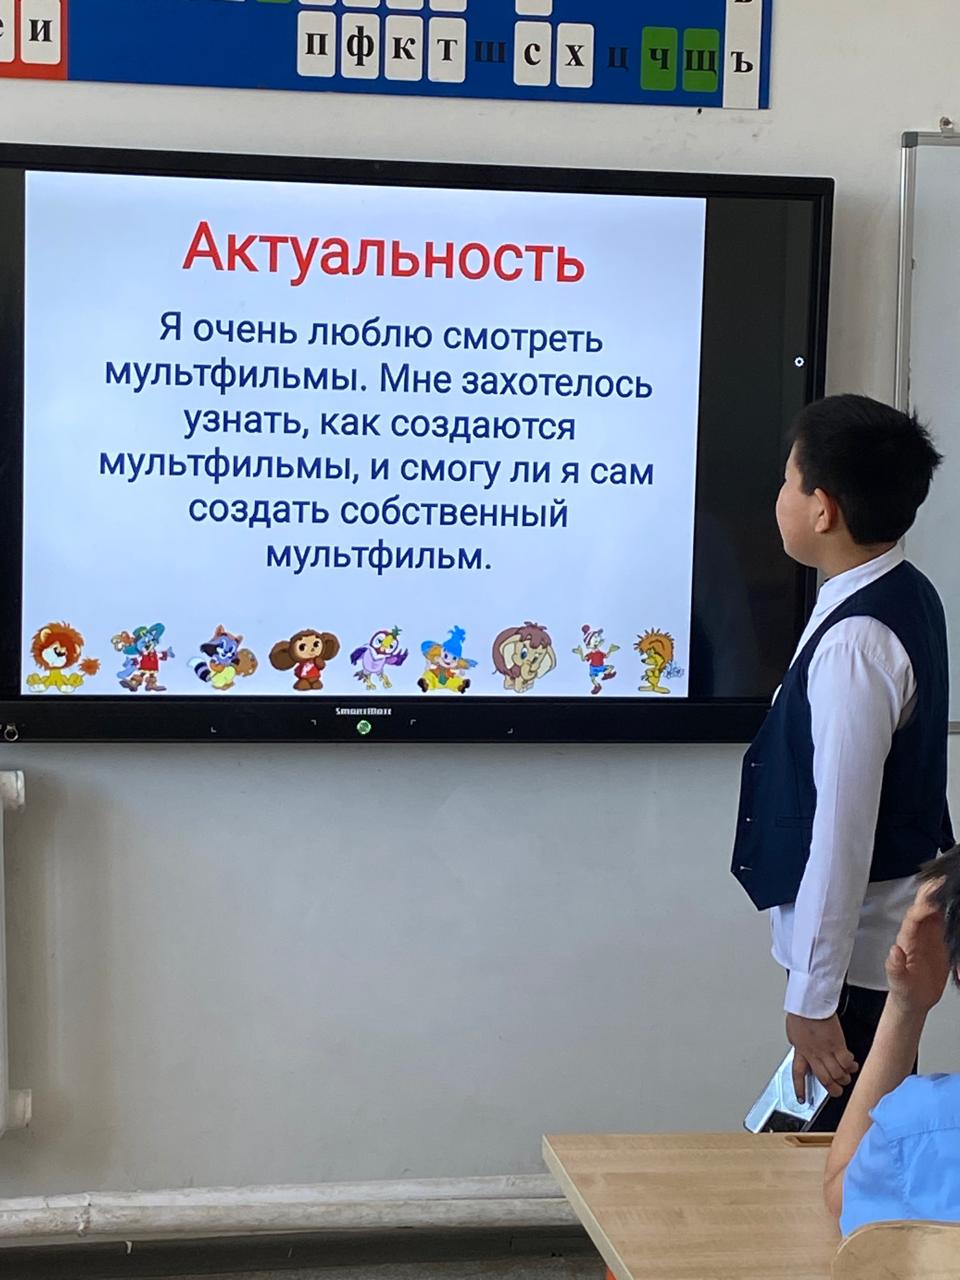 е и
п ф к т ш с х ц ч щ ъ
Актуальность
Я очень люблю смотреть
мультфильмы. Мне захотелось
узнать, как создаются
мультфильмы, и смогу ли я сам
создать собственный
мультфильм.